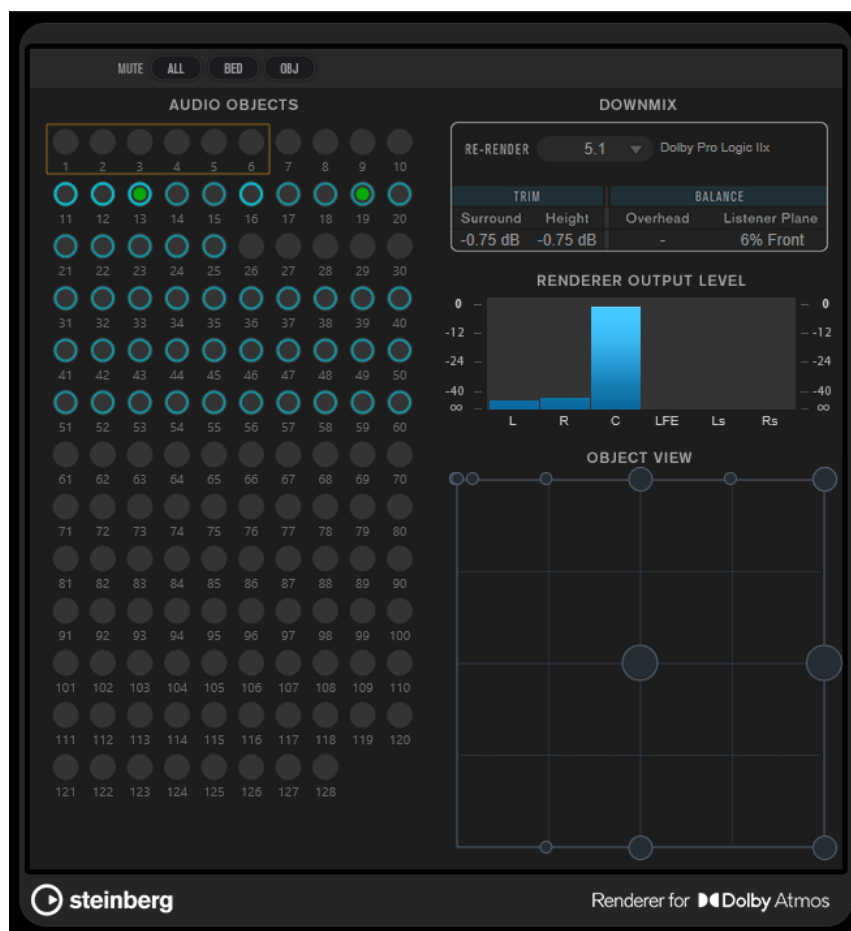 MUTE ALL BED OBJ
AUDIO OBJECTS
1 2 3 4 5 6 7 8 9 10
11 12 13 14 15 16 17 18 19 20
21 22 23 24 25 26 27 28 29 30
31 32 33 34 35 36 37 38 39 40
41 42 43 44 45 46 47 48 49 50
51 52 53 54 55 56 57 58 59 60
61 62 63 64 65 66 67 68 69 70
71 72 73 74 75 76 77 78 79 80
81 82 83 84 85 86 87 88 89 90
91 92 93 94 95 96 97 98 99 100
101 102 103 104 105 106 107 108 109 110
111 112 113 114 115 116 117 118 119 120
121 122 123 124 125 126 127 128
DOWNMIX
RE-RENDER 5.1 Dolby Pro Logic IIx
TRIM BALANCE
Surround Height Overhead Listener Plane
-0.75 dB -0.75 dB - 6% Front
RENDERER OUTPUT LEVEL
0 0
-12 -12
-24 -24
-40 -40
∞ ∞
L R C LFE Ls Rs
OBJECT VIEW
steinberg
Renderer for Dolby Atmos